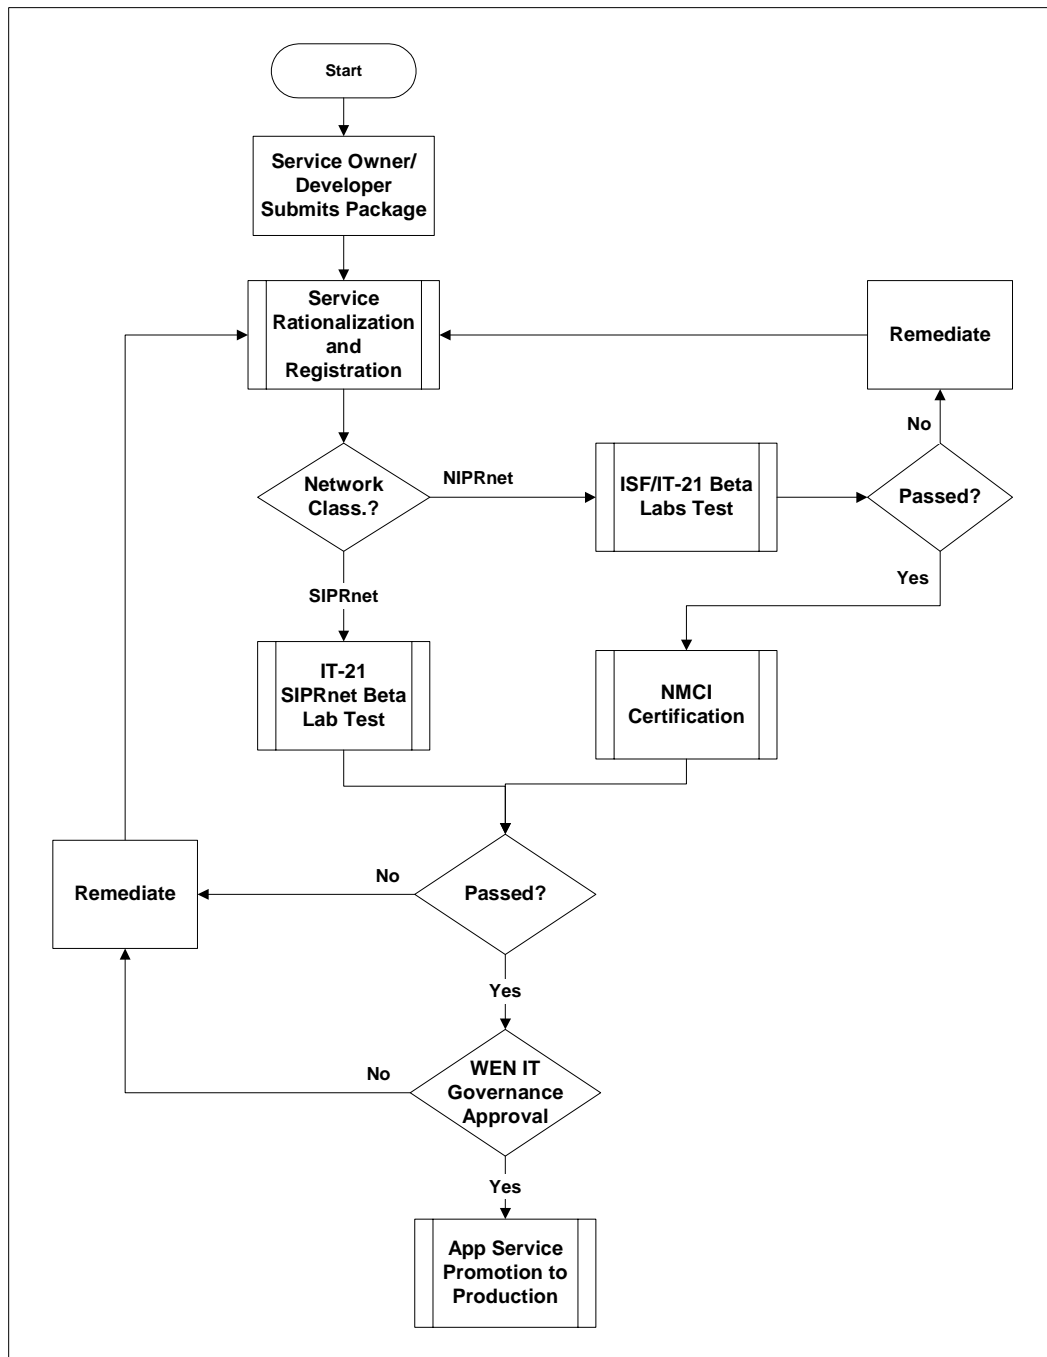 Start
Service Owner/
Developer
Submits Package
Service
Rationalization
and
Registration
Remediate
No
Network
Class.?
NIPRnet
ISF/IT-21 Beta
Labs Test
Passed?
Yes
SIPRnet
IT-21
SIPRnet Beta
Lab Test
NMCI
Certification
Remediate
No
Passed?
Yes
No
WEN IT
Governance
Approval
Yes
App Service
Promotion to
Production